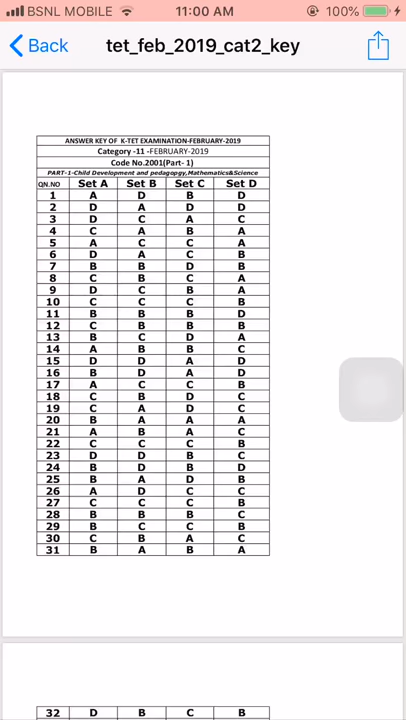 BSNL MOBILE 11:00 AM 100%
Back tet_feb_2019_cat2_key
ANSWER KEY OF K-TET EXAMINATION-FEBRUARY-2019
Category -11 -FEBRUARY-2019
Code No.2001(Part- 1)
PART-1-Child Development and pedagopgy,Mathematics&Science
QN.NO Set A Set B Set C Set D
1 A D B D
2 D A D D
3 D C A C
4 C A B A
5 A C C A
6 D A C B
7 B B D B
8 C B C A
9 D C B A
10 C C C B
11 B B B D
12 C B B B
13 B C D A
14 A B B C
15 D D A D
16 B D A D
17 A C C B
18 C B D C
19 C A D C
20 B A A A
21 A B A C
22 C C C B
23 D D B C
24 B D B D
25 B A D B
26 A D C C
27 C C C B
28 B B B C
29 B C C B
30 C B A C
31 B A B A
32 D B C B